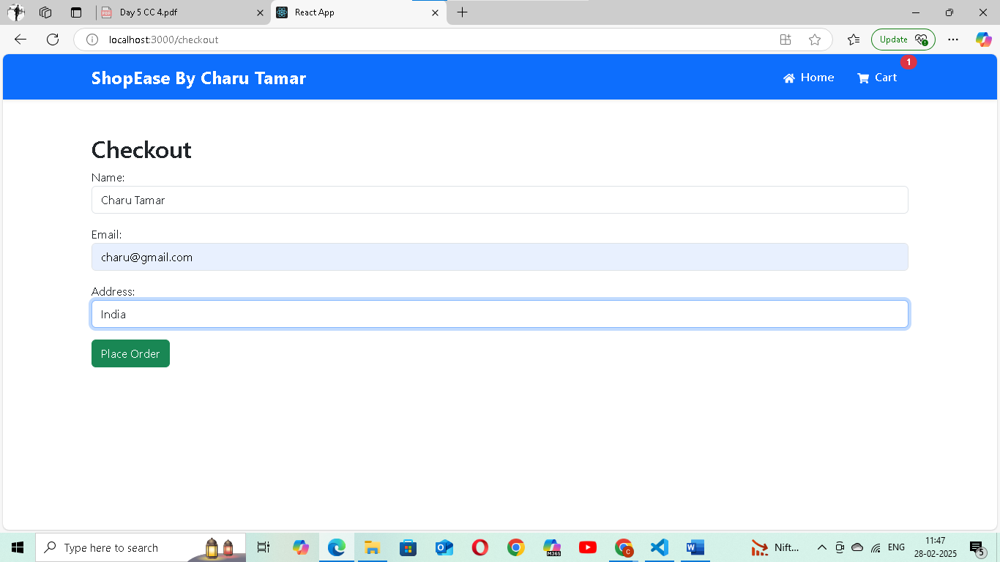 Day 5 CC 4.pdf
React App
localhost:3000/checkout
Update
ShopEase By Charu Tamar
Home
Cart
1
Checkout
Name:
Charu Tamar
Email:
charu@gmail.com
Address:
India
Place Order
Type here to search
M365
C
Nift...
ENG
11:47
28-02-2025
5